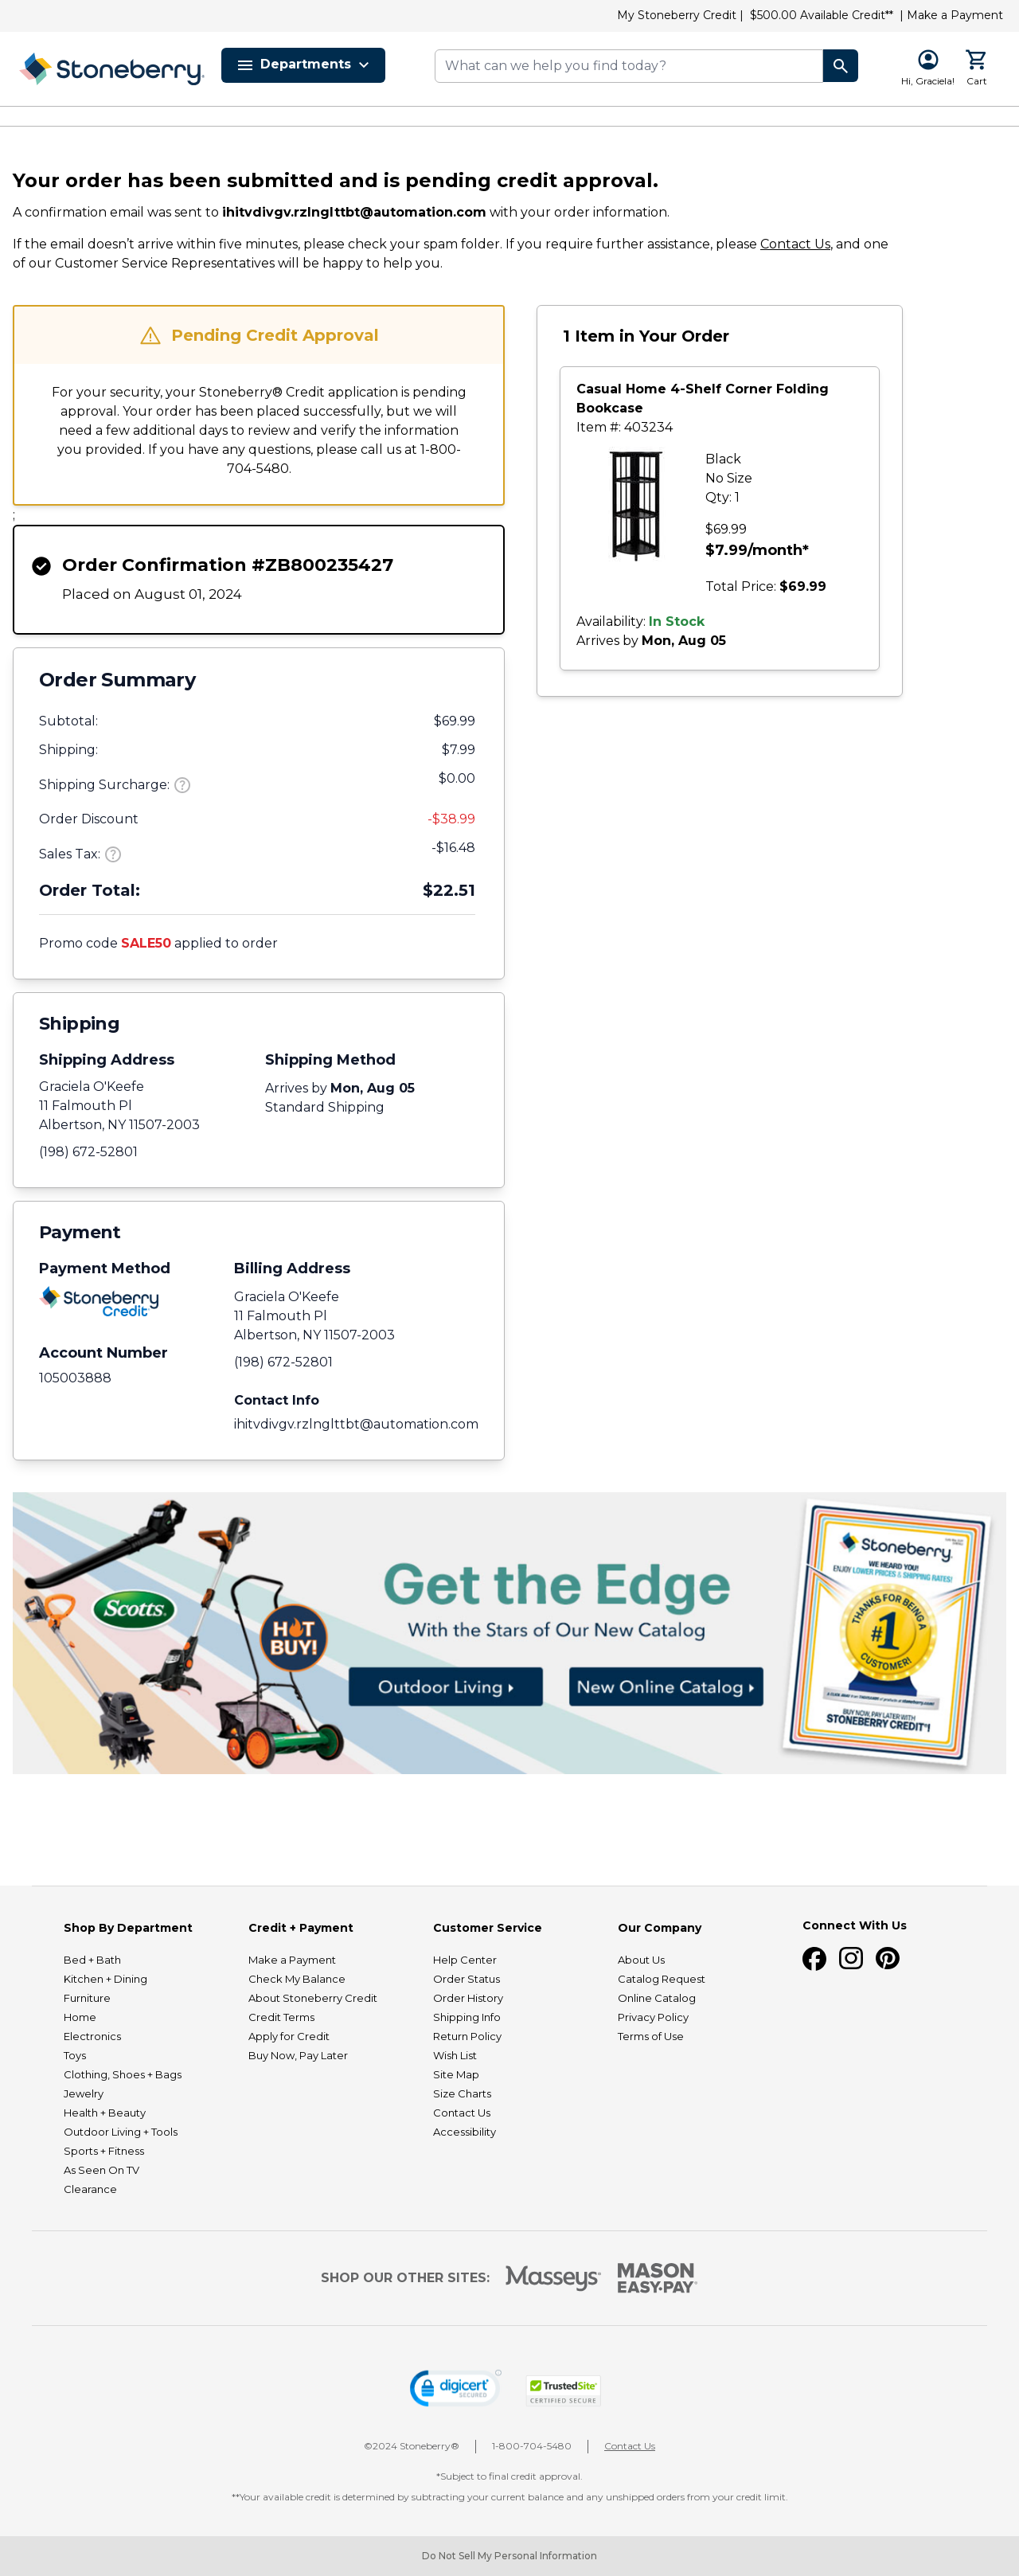 My Stoneberry Credit | $500.00 Available Credit** | Make a Payment
Stoneberry
Departments
What can we help you find today?
Hi, Graciela!
Cart
Your order has been submitted and is pending credit approval.
A confirmation email was sent to ihitvdivgv.rzlnglttbt@automation.com with your order information.
If the email doesn’t arrive within five minutes, please check your spam folder. If you require further assistance, please Contact Us, and one
of our Customer Service Representatives will be happy to help you.
Pending Credit Approval
For your security, your Stoneberry® Credit application is pending
approval. Your order has been placed successfully, but we will
need a few additional days to review and verify the information
you provided. If you have any questions, please call us at 1-800-
704-5480.
;
Order Confirmation #ZB800235427
Placed on August 01, 2024
Order Summary
Subtotal: $69.99
Shipping: $7.99
Shipping Surcharge: $0.00
Order Discount -$38.99
Sales Tax: -$16.48
Order Total: $22.51
Promo code SALE50 applied to order
Shipping
Shipping Address
Graciela O'Keefe
11 Falmouth Pl
Albertson, NY 11507-2003
(198) 672-52801
Shipping Method
Arrives by Mon, Aug 05
Standard Shipping
Payment
Payment Method
Stoneberry
Credit
Account Number
105003888
Billing Address
Graciela O'Keefe
11 Falmouth Pl
Albertson, NY 11507-2003
(198) 672-52801
Contact Info
ihitvdivgv.rzlnglttbt@automation.com
1 Item in Your Order
Casual Home 4-Shelf Corner Folding
Bookcase
Item #: 403234
Black
No Size
Qty: 1
$69.99
$7.99/month*
Total Price: $69.99
Availability: In Stock
Arrives by Mon, Aug 05
Scotts
HOT
BUY!
Get the Edge
With the Stars of Our New Catalog
Outdoor Living
New Online Catalog
Stoneberry
WE HEARD YOU!
ENJOY LOWER PRICES & SHIPPING RATES!
THANKS FOR BEING A
#1
CUSTOMER!
BUY NOW, PAY LATER WITH
STONEBERRY CREDIT!
Shop By Department
Bed + Bath
Kitchen + Dining
Furniture
Home
Electronics
Toys
Clothing, Shoes + Bags
Jewelry
Health + Beauty
Outdoor Living + Tools
Sports + Fitness
As Seen On TV
Clearance
Credit + Payment
Make a Payment
Check My Balance
About Stoneberry Credit
Credit Terms
Apply for Credit
Buy Now, Pay Later
Customer Service
Help Center
Order Status
Order History
Shipping Info
Return Policy
Wish List
Site Map
Size Charts
Contact Us
Accessibility
Our Company
About Us
Catalog Request
Online Catalog
Privacy Policy
Terms of Use
Connect With Us
SHOP OUR OTHER SITES:
Masseys
MASON
EASY-PAY
digicert
SECURED
TrustedSite
CERTIFIED SECURE
©2024 Stoneberry®
1-800-704-5480
Contact Us
*Subject to final credit approval.
**Your available credit is determined by subtracting your current balance and any unshipped orders from your credit limit.
Do Not Sell My Personal Information